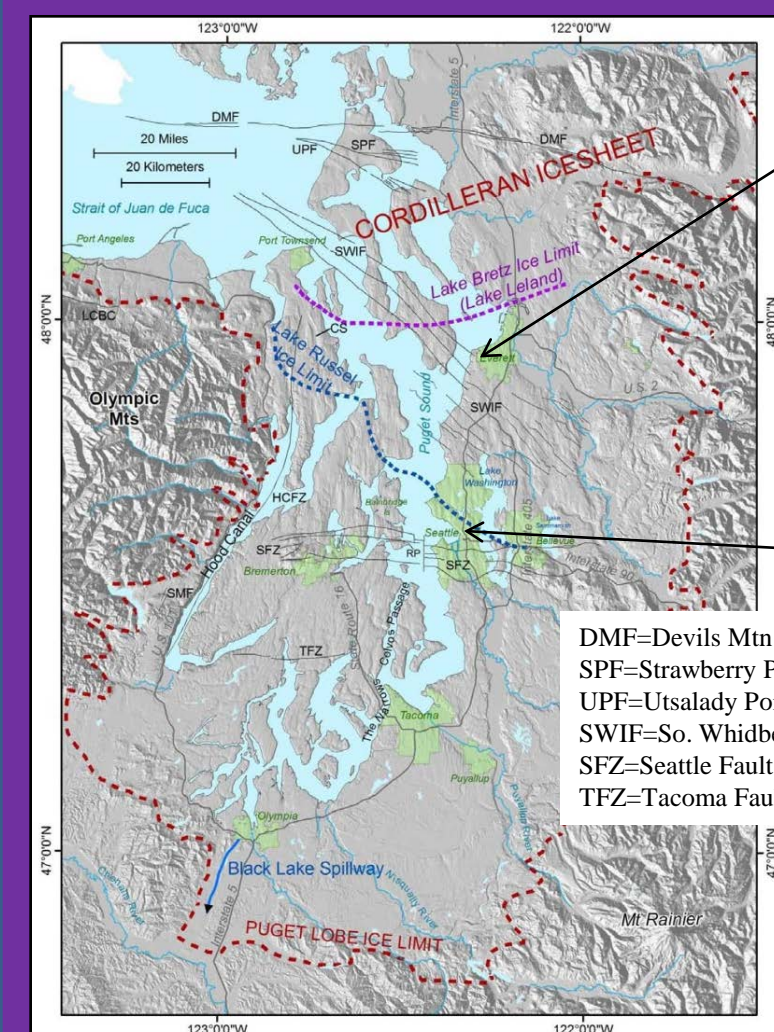 123°0'0"W
122°0'0"W
DMF
20 Miles
UPF
SPF
DMF
20 Kilometers
Interstate 5
CORDILLERAN ICESHEET
Strait of Juan de Fuca
Port Angeles
Port Townsend
SWIF
Lake Bretz Ice Limit
(Lake Leland)
48°0'0"N
48°0'0"N
LCBC
CS
Lake Russel
Ice Limit
Everett
U.S. 2
Olympic
Mts
Puget Sound
SWIF
Lake
Washington
HCFZ
Bainbridge
Is
Interstate 405
Lake
Sammamish
Seattle
Bellevue
Hood Canal
SFZ
RP
SFZ
Interstate 90
Bremerton
SMF
State Route 16
Colvos Passage
TFZ
The Narrows
DMF=Devils Mtn
SPF=Strawberry P
UPF=Utsalady Poi
SWIF=So. Whidbe
SFZ=Seattle Fault
TFZ=Tacoma Fau
Tacoma
Puyallup
Puyallup River
Olympia
47°0'0"N
47°0'0"N
Black Lake Spillway
Nisqually River
Interstate 5
Mt Rainier
PUGET LOBE ICE LIMIT
123°0'0"W
122°0'0"W